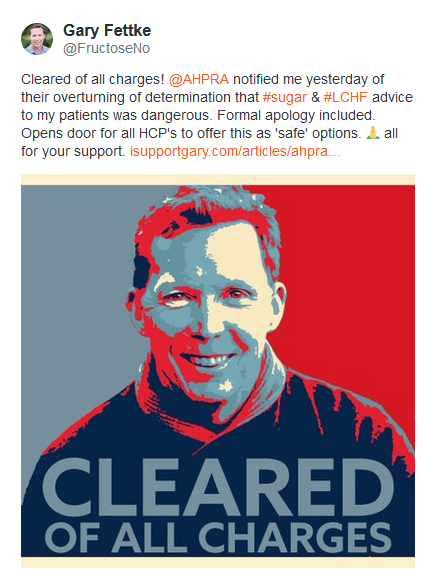 Gary Fettke
@FructoseNo
Cleared of all charges! @AHPRA notified me yesterday of
their overturning of determination that #sugar & #LCHF advice
to my patients was dangerous. Formal apology included.
Opens door for all HCP's to offer this as 'safe' options. 🙏 all
for your support. isupportgary.com/articles/ahpra…
CLEARED
OF ALL CHARGES